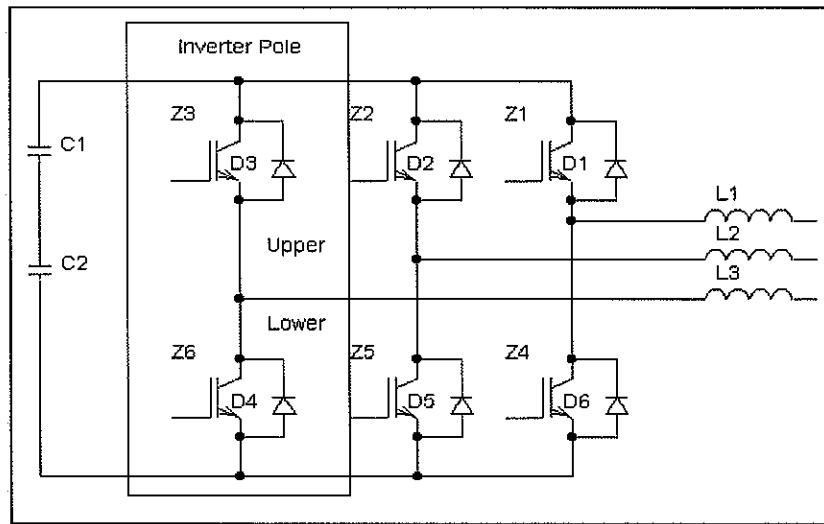 Inverter Pole
Z3
Z2
Z1
C1
D3
D2
D1
L1
L2
Upper
C2
L3
Lower
Z6
Z5
Z4
D4
D5
D6